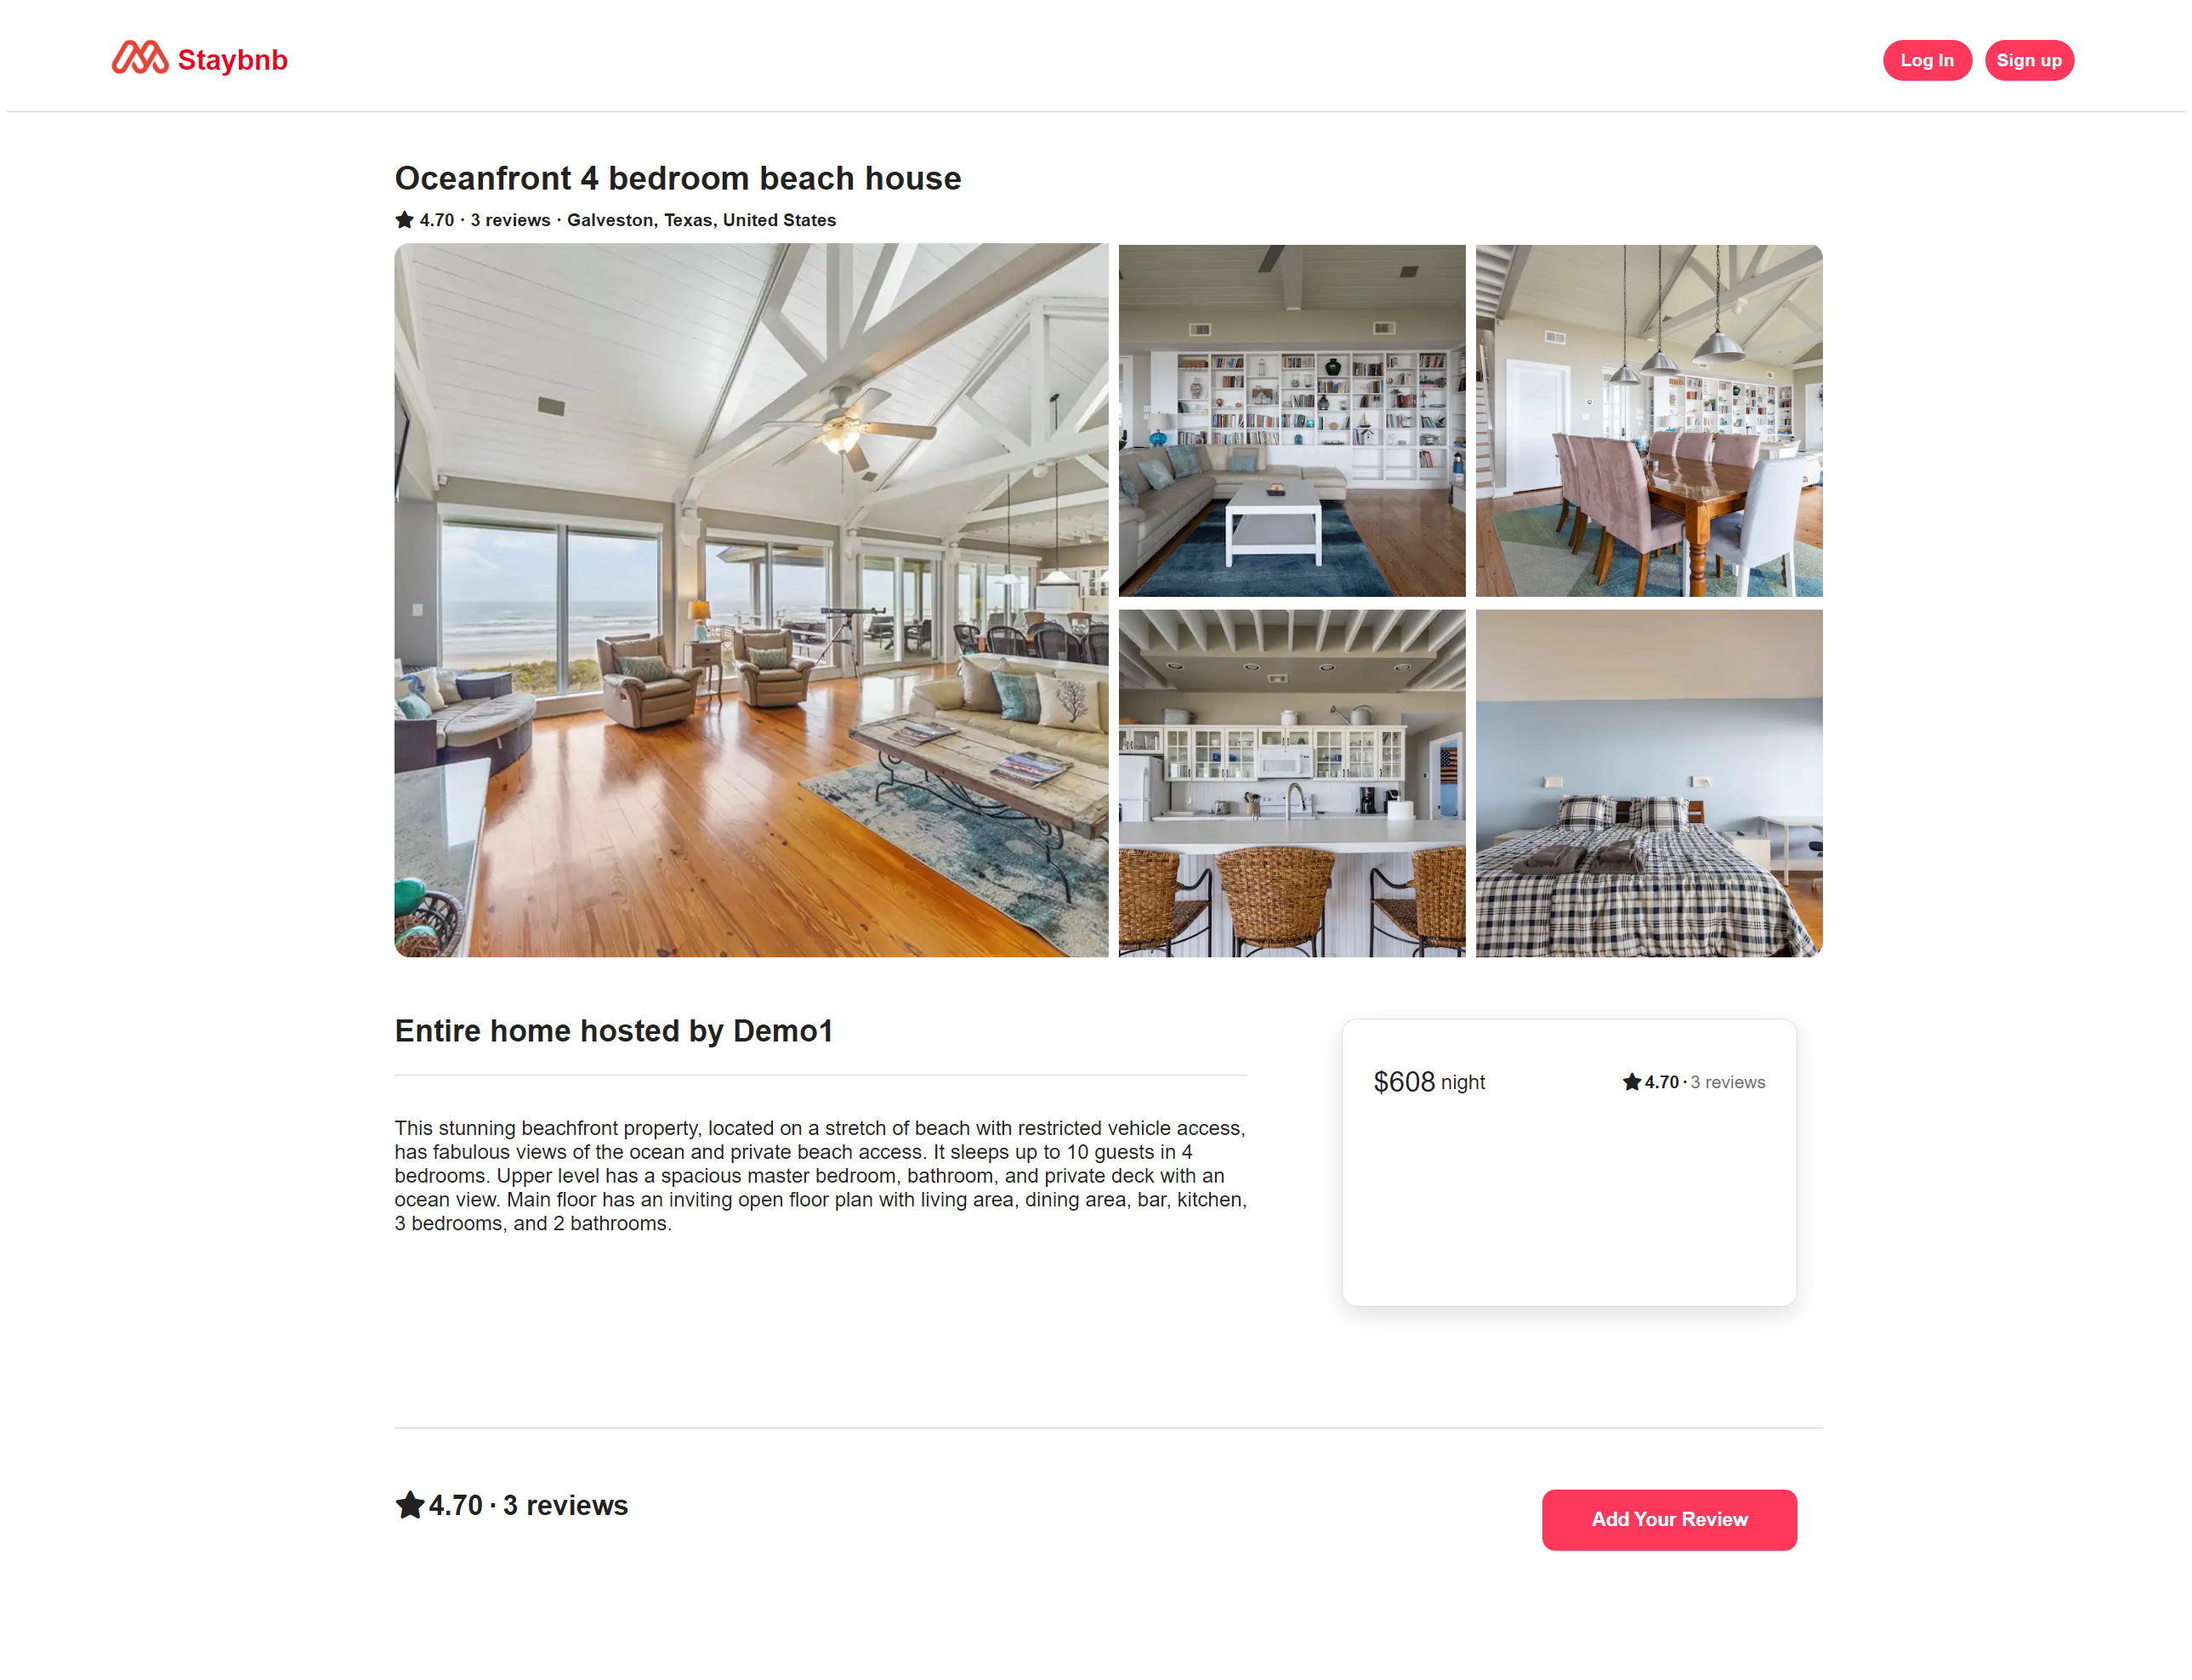 Staybnb
Log In
Sign up
Oceanfront 4 bedroom beach house
4.70 · 3 reviews · Galveston, Texas, United States
Entire home hosted by Demo1
This stunning beachfront property, located on a stretch of beach with restricted vehicle access,
has fabulous views of the ocean and private beach access. It sleeps up to 10 guests in 4
bedrooms. Upper level has a spacious master bedroom, bathroom, and private deck with an
ocean view. Main floor has an inviting open floor plan with living area, dining area, bar, kitchen,
3 bedrooms, and 2 bathrooms.
$608 night
4.70 · 3 reviews
4.70 · 3 reviews
Add Your Review